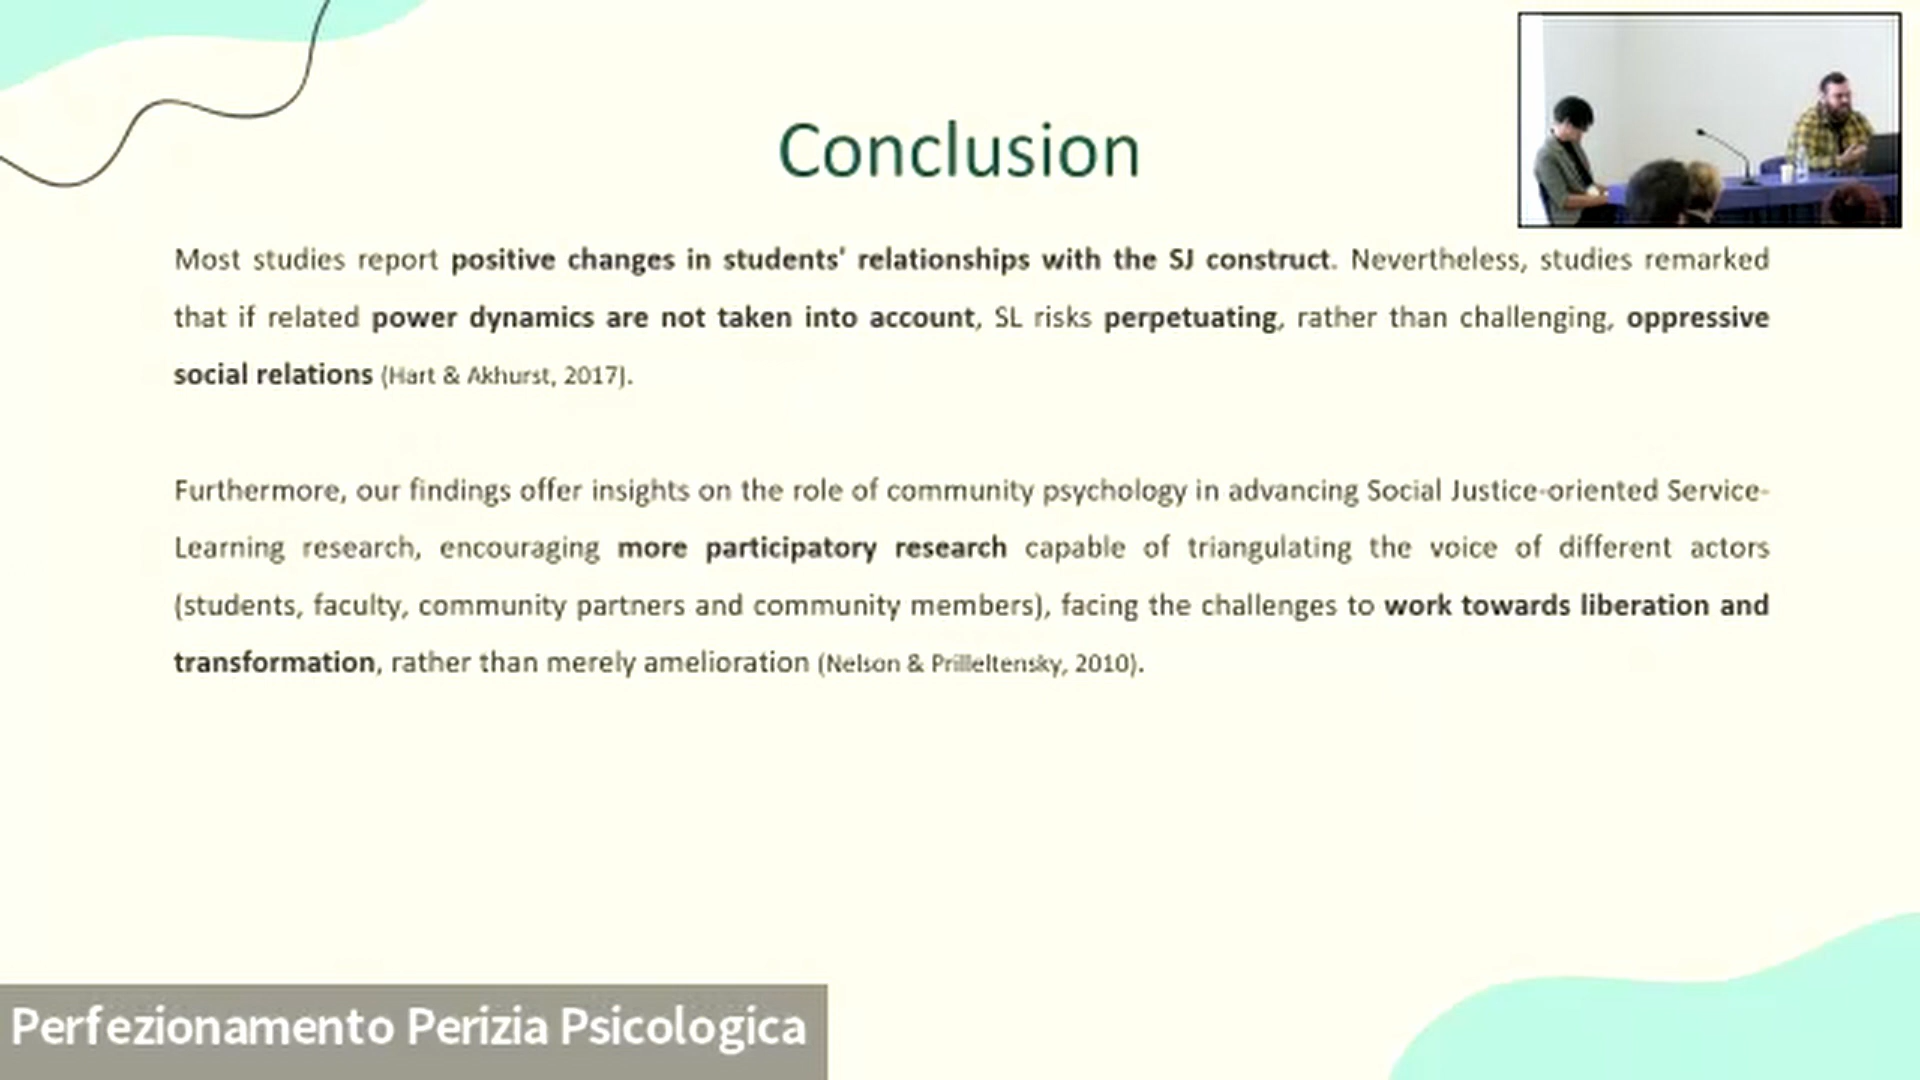 Conclusion
Most studies report positive changes in students' relationships with the SJ construct. Nevertheless, studies remarked
that if related power dynamics are not taken into account, SL risks perpetuating, rather than challenging, oppressive
social relations (Hart & Akhurst, 2017).
Furthermore, our findings offer insights on the role of community psychology in advancing Social Justice-oriented Service-
Learning research, encouraging more participatory research capable of triangulating the voice of different actors
(students, faculty, community partners and community members), facing the challenges to work towards liberation and
transformation, rather than merely amelioration (Nelson & Prilleltensky, 2010).
Perfezionamento Perizia Psicologica